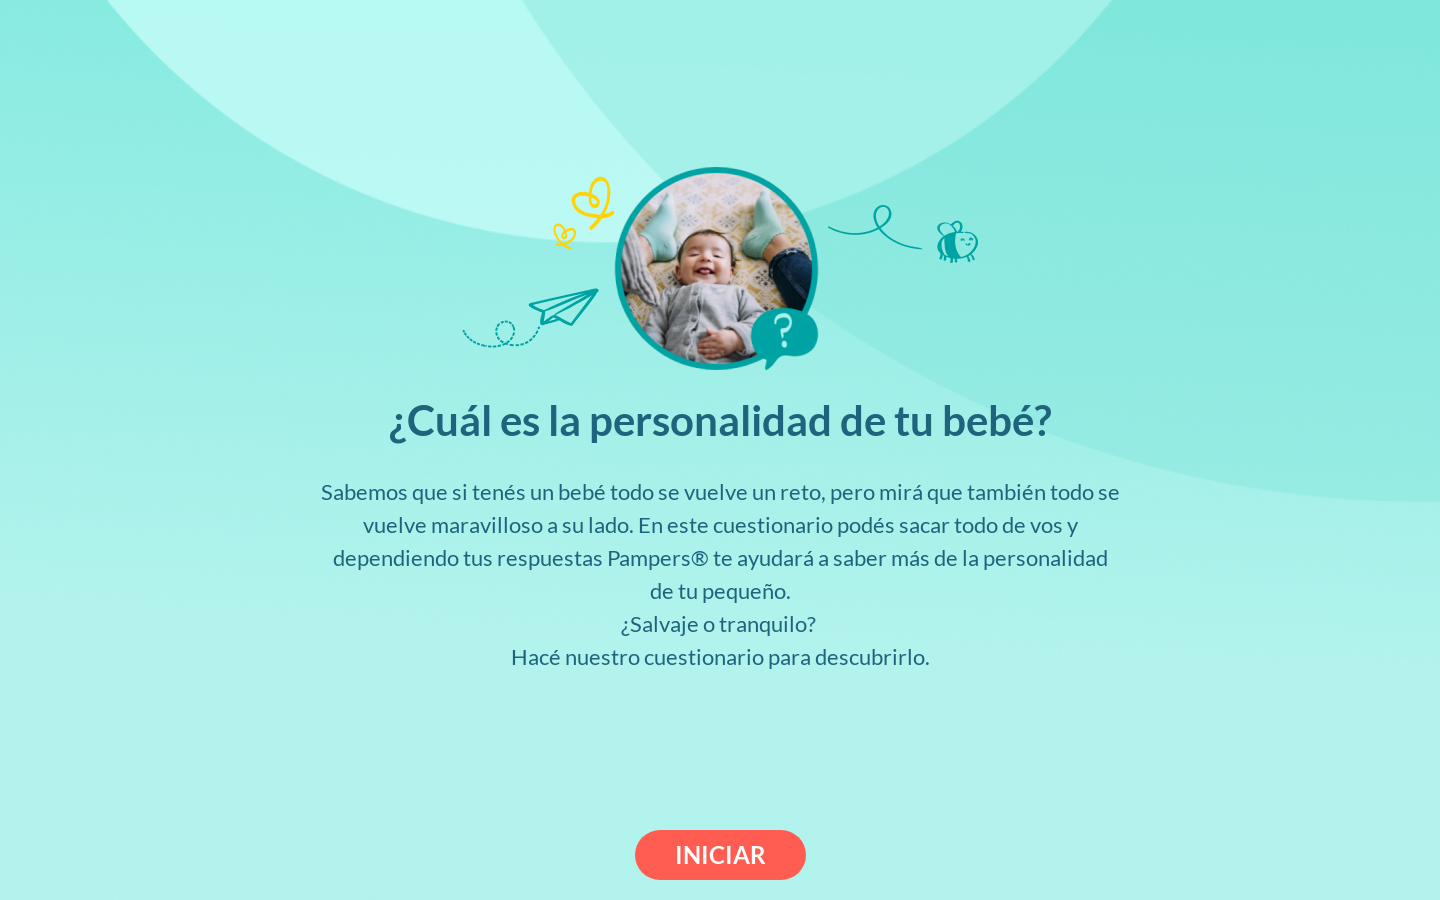 ¿Cuál es la personalidad de tu bebé?
Sabemos que si tenés un bebé todo se vuelve un reto, pero mirá que también todo se
vuelve maravilloso a su lado. En este cuestionario podés sacar todo de vos y
dependiendo tus respuestas Pampers® te ayudará a saber más de la personalidad
de tu pequeño.
¿Salvaje o tranquilo?
Hacé nuestro cuestionario para descubrirlo.
INICIAR